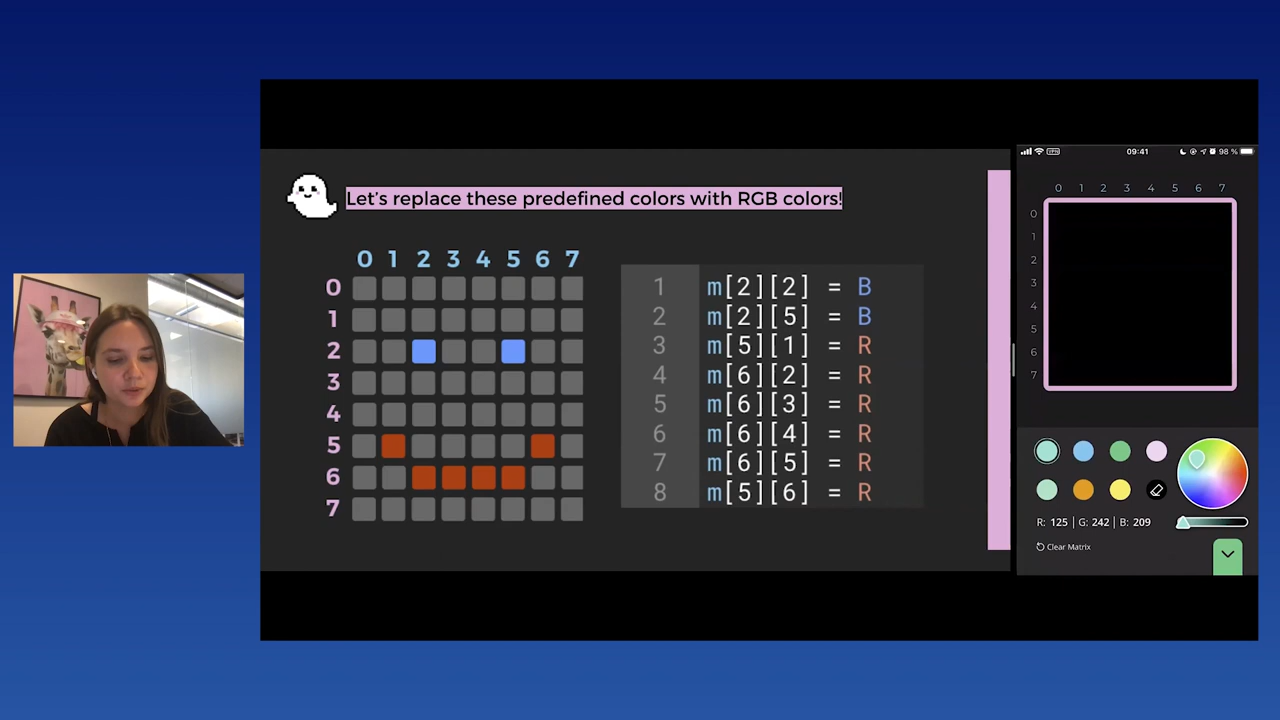 Let's replace these predefined colors with RGB colors!
0 1 2 3 4 5 6 7
0
1
2
3
4
5
6
7
1 m[2][2] = B
2 m[2][5] = B
3 m[5][1] = R
4 m[6][2] = R
5 m[6][3] = R
6 m[6][4] = R
7 m[6][5] = R
8 m[5][6] = R
VPN 09:41 98 %
0 1 2 3 4 5 6 7
0
1
2
3
4
5
6
7
R: 125 | G: 242 | B: 209
Clear Matrix